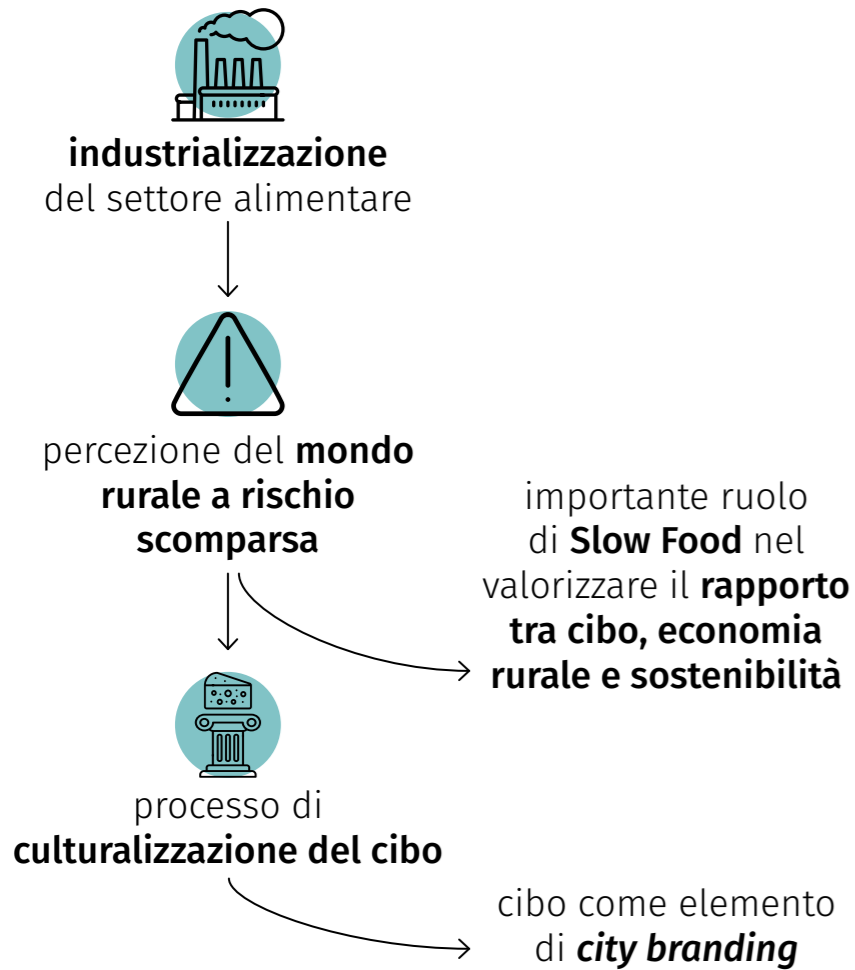 industrializzazione
del settore alimentare
percezione del mondo
rurale a rischio
scomparsa
importante ruolo
di Slow Food nel
valorizzare il rapporto
tra cibo, economia
rurale e sostenibilità
processo di
culturalizzazione del cibo
cibo come elemento
di city branding